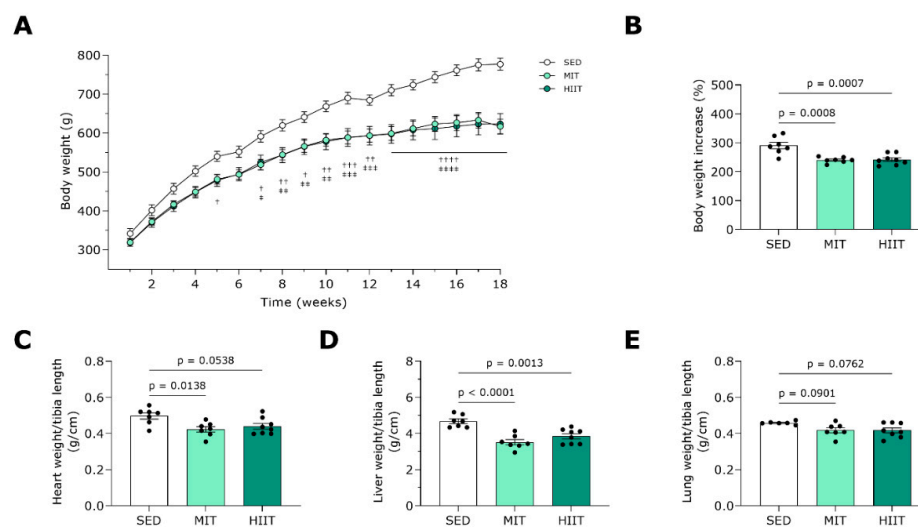 A
Body weight (g)
800
700
600
500
400
300
2 4 6 8 10 12 14 16 18
Time (weeks)
SED
MIT
HIIT
††† †† ††††
‡‡‡ ‡‡‡ ‡‡‡‡
† †† † ††
† ‡ ‡‡ ‡‡ ‡‡
B
Body weight increase (%)
500
400
300
200
100
0
p = 0.0007
p = 0.0008
SED MIT HIIT
C
Heart weight/tibia length
(g/cm)
0.8
0.6
0.4
0.2
0.0
p = 0.0538
p = 0.0138
SED MIT HIIT
D
Liver weight/tibia length
(g/cm)
8
6
4
2
0
p = 0.0013
p < 0.0001
SED MIT HIIT
E
Lung weight/tibia length
(g/cm)
0.8
0.6
0.4
0.2
0.0
p = 0.0762
p = 0.0901
SED MIT HIIT